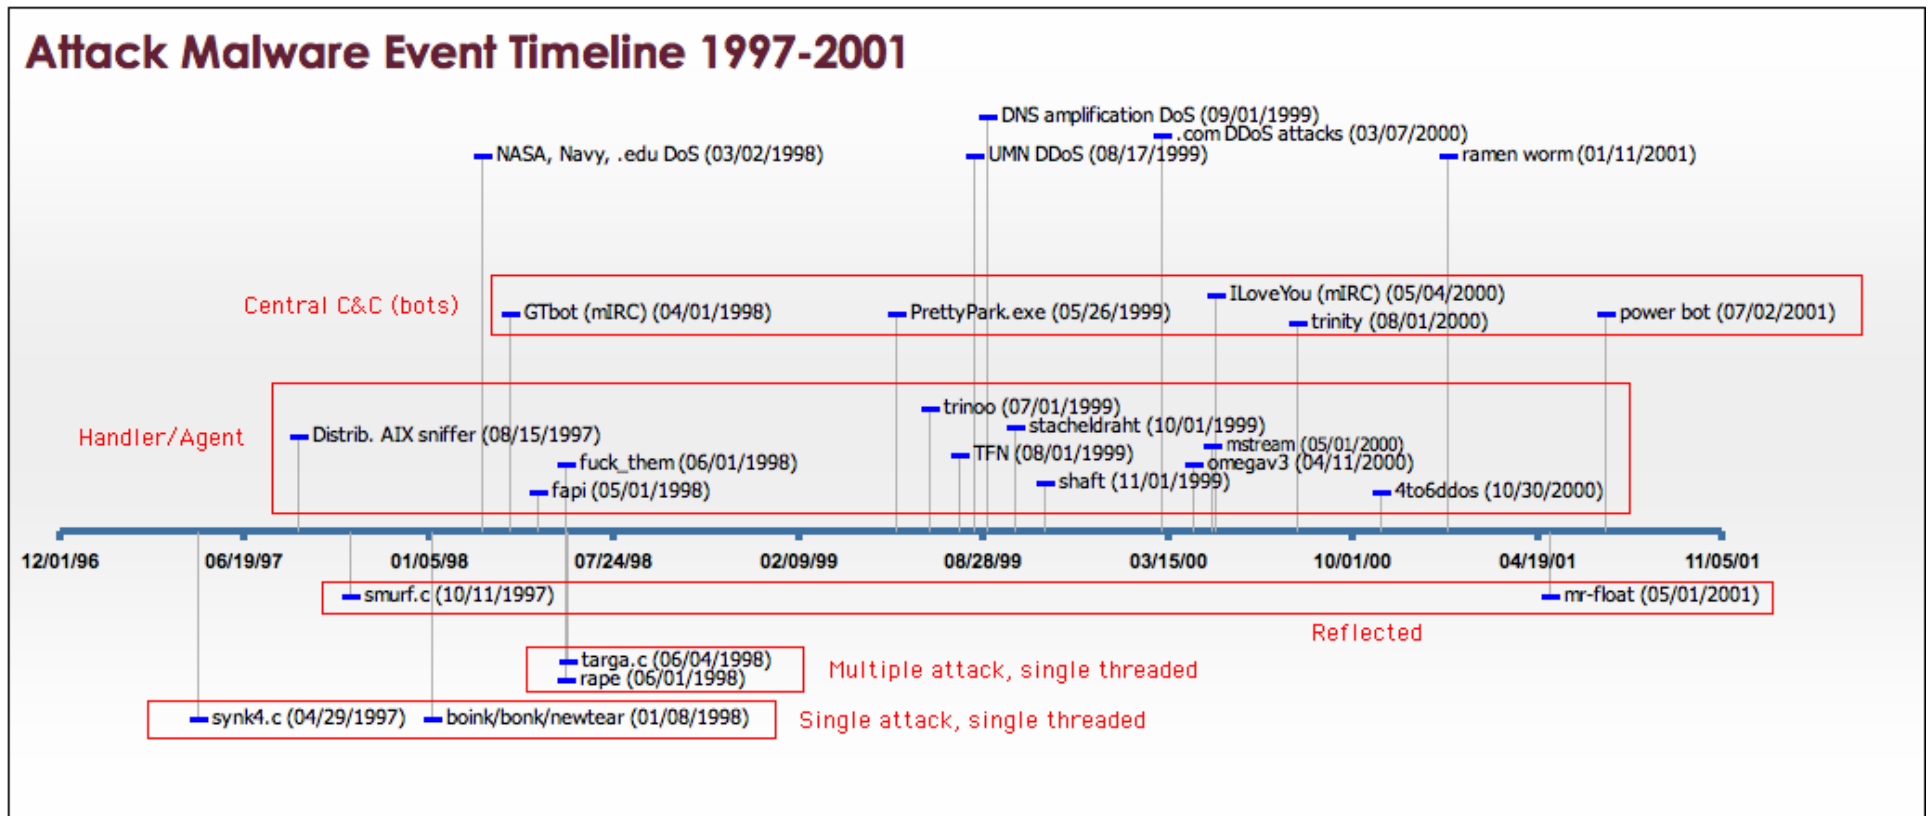 Attack Malware Event Timeline 1997-2001
DNS amplification DoS (09/01/1999)
.com DDoS attacks (03/07/2000)
NASA, Navy, .edu DoS (03/02/1998)
UMN DDoS (08/17/1999)
ramen worm (01/11/2001)
Central C&C (bots)
ILoveYou (mIRC) (05/04/2000)
GTbot (mIRC) (04/01/1998)
PrettyPark.exe (05/26/1999)
trinity (08/01/2000)
power bot (07/02/2001)
Handler/Agent
trinoo (07/01/1999)
stacheldraht (10/01/1999)
Distrib. AIX sniffer (08/15/1997)
mstream (05/01/2000)
TFN (08/01/1999)
fuck_them (06/01/1998)
omegav3 (04/11/2000)
shaft (11/01/1999)
fapi (05/01/1998)
4to6ddos (10/30/2000)
12/01/96
06/19/97
01/05/98
07/24/98
02/09/99
08/28/99
03/15/00
10/01/00
04/19/01
11/05/01
smurf.c (10/11/1997)
mr-float (05/01/2001)
Reflected
targa.c (06/04/1998)
rape (06/01/1998)
Multiple attack, single threaded
synk4.c (04/29/1997)
boink/bonk/newtear (01/08/1998)
Single attack, single threaded